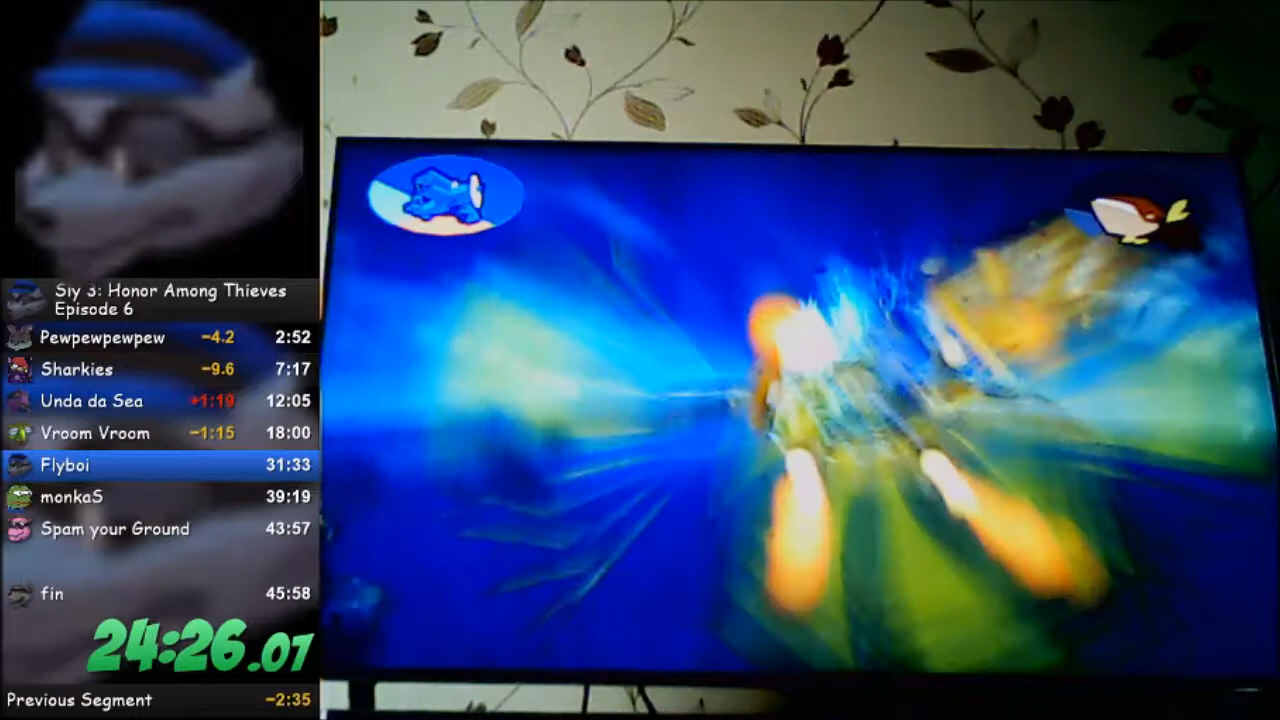 Sly 3: Honor Among Thieves
Episode 6
Pewpewpewpew −4.2 2:52
Sharkies −9.6 7:17
Unda da Sea +1:19 12:05
Vroom Vroom −1:15 18:00
Flyboi 31:33
monkaS 39:19
Spam your Ground 43:57
fin 45:58
24:26.07
Previous Segment −2:35